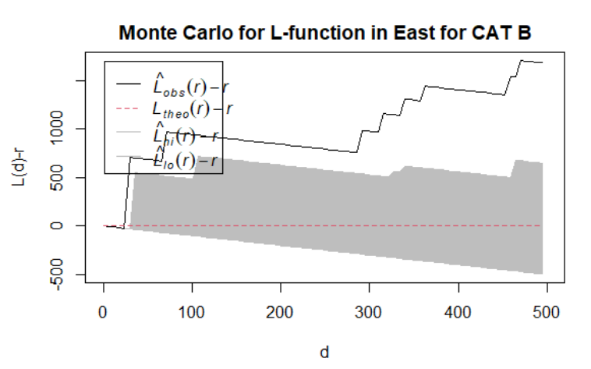 Monte Carlo for L-function in East for CAT B
L̂obs(r)−r
Ltheo(r)−r
L̂hi(r)−r
L̂lo(r)−r
L(d)-r
1000
500
0
-500
0 100 200 300 400 500
d